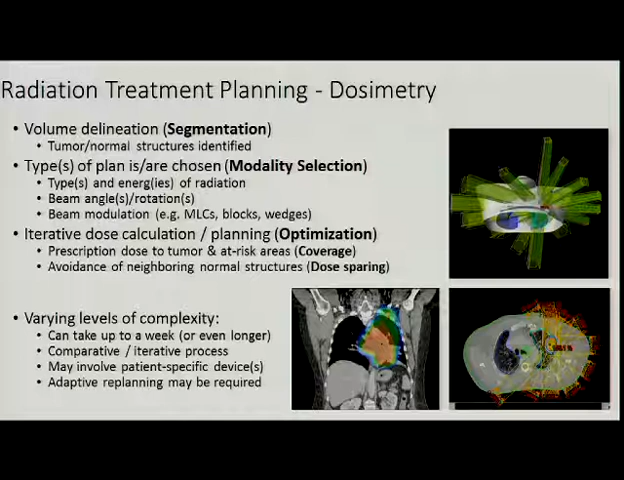 Radiation Treatment Planning - Dosimetry
• Volume delineation (Segmentation)
• Tumor/normal structures identified
• Type(s) of plan is/are chosen (Modality Selection)
• Type(s) and energ(ies) of radiation
• Beam angle(s)/rotation(s)
• Beam modulation (e.g. MLCs, blocks, wedges)
• Iterative dose calculation / planning (Optimization)
• Prescription dose to tumor & at-risk areas (Coverage)
• Avoidance of neighboring normal structures (Dose sparing)
• Varying levels of complexity:
• Can take up to a week (or even longer)
• Comparative / iterative process
• May involve patient-specific device(s)
• Adaptive replanning may be required